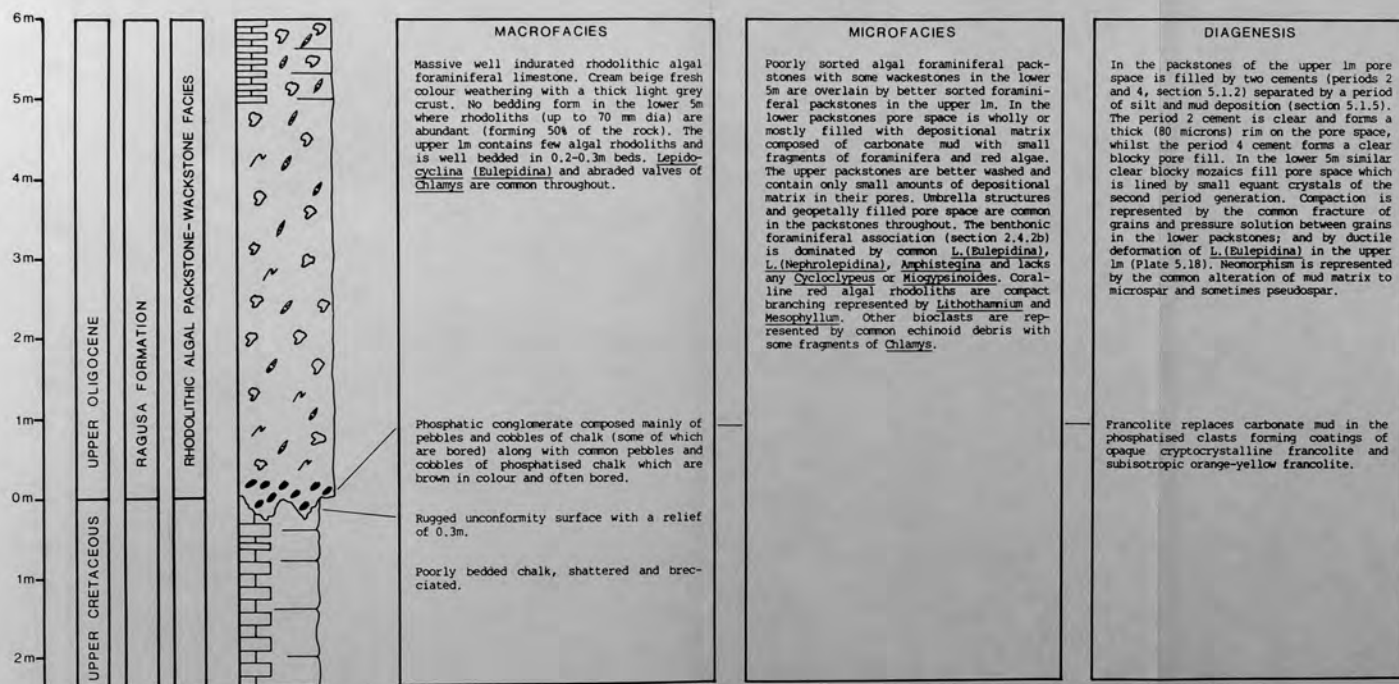 6m
5m
4m
3m
2m
1m
0m
1m
2m
UPPER OLIGOCENE
UPPER CRETACEOUS
RAGUSA FORMATION
RHODOLITHIC ALGAL PACKSTONE-WACKSTONE FACIES
MACROFACIES
Massive well indurated rhodolithic algal
foraminiferal limestone. Cream beige fresh
colour weathering with a thick light grey
crust. No bedding form in the lower 5m
where rhodoliths (up to 70 mm dia) are
abundant (forming 50% of the rock). The
upper 1m contains few algal rhodoliths and
is well bedded in 0.2-0.3m beds. Lepido-
cyclina (Eulepidina) and abraded valves of
Chlamys are common throughout.
Phosphatic conglomerate composed mainly of
pebbles and cobbles of chalk (some of which
are bored) along with common pebbles and
cobbles of phosphatised chalk which are
brown in colour and often bored.
Rugged unconformity surface with a relief
of 0.3m.
Poorly bedded chalk, shattered and brec-
ciated.
MICROFACIES
Poorly sorted algal foraminiferal pack-
stones with some wackestones in the lower
5m are overlain by better sorted foramini-
feral packstones in the upper 1m. In the
lower packstones pore space is wholly or
mostly filled with depositional matrix
composed of carbonate mud with small
fragments of foraminifera and red algae.
The upper packstones are better washed and
contain only small amounts of depositional
matrix in their pores. Umbrella structures
and geopetally filled pore space are common
in the packstones throughout. The benthonic
foraminiferal association (section 2.4.2b)
is dominated by common L.(Eulepidina),
L.(Nephrolepidina), Amphistegina and lacks
any Cycloclypeus or Miogypsinoides. Coral-
line red algal rhodoliths are compact
branching represented by Lithothamnium and
Mesophyllum. Other bioclasts are rep-
resented by common echinoid debris with
some fragments of Chlamys.
DIAGENESIS
In the packstones of the upper 1m pore
space is filled by two cements (periods 2
and 4, section 5.1.2) separated by a period
of silt and mud deposition (section 5.1.5).
The period 2 cement is clear and forms a
thick (80 microns) rim on the pore space,
whilst the period 4 cement forms a clear
blocky pore fill. In the lower 5m similar
clear blocky mozaics fill pore space which
is lined by small equant crystals of the
second period generation. Compaction is
represented by the common fracture of
grains and pressure solution between grains
in the lower packstones; and by ductile
deformation of L.(Eulepidina) in the upper
1m (Plate 5.18). Neomorphism is represented
by the common alteration of mud matrix to
microspar and sometimes pseudospar.
Francolite replaces carbonate mud in the
phosphatised clasts forming coatings of
opaque cryptocrystalline francolite and
subisotropic orange-yellow francolite.